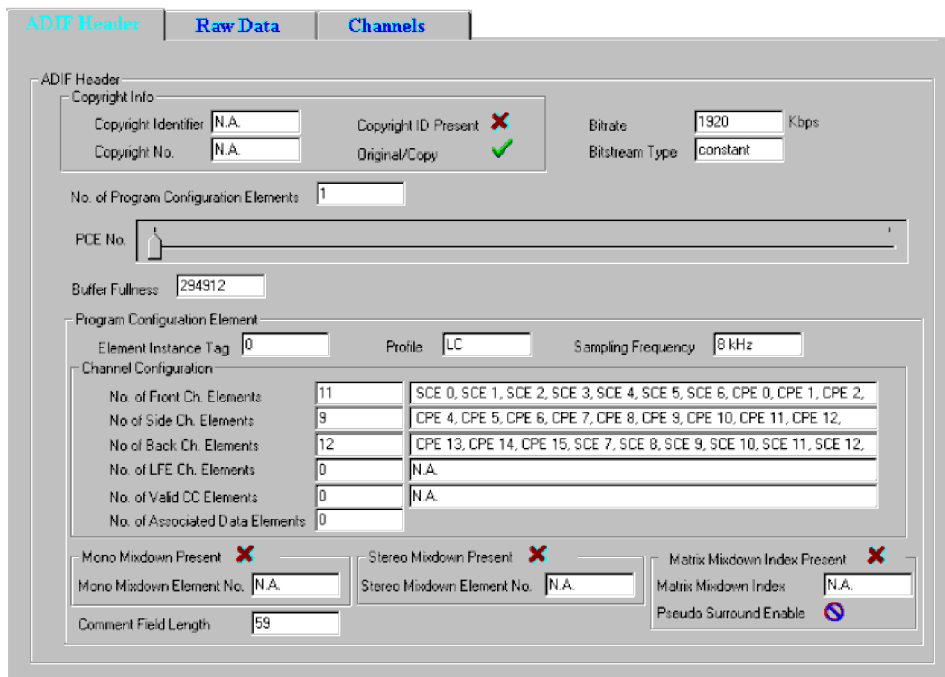 ADIF Header Raw Data Channels
ADIF Header
Copyright Info
Copyright Identifier N.A. Copyright ID Present Bitrate 1920 Kbps
Copyright No. N.A. Original/Copy Bitstream Type constant
No. of Program Configuration Elements 1
PCE No.
Buffer Fullness 294912
Program Configuration Element
Element Instance Tag 0 Profile LC Sampling Frequency 8 kHz
Channel Configuration
No. of Front Ch. Elements 11 SCE 0, SCE 1, SCE 2, SCE 3, SCE 4, SCE 5, SCE 6, CPE 0, CPE 1, CPE 2,
No of Side Ch. Elements 9 CPE 4, CPE 5, CPE 6, CPE 7, CPE 8, CPE 9, CPE 10, CPE 11, CPE 12,
No of Back Ch. Elements 12 CPE 13, CPE 14, CPE 15, SCE 7, SCE 8, SCE 9, SCE 10, SCE 11, SCE 12,
No. of LFE Ch. Elements 0 N.A.
No. of Valid CC Elements 0 N.A.
No. of Associated Data Elements 0
Mono Mixdown Present Stereo Mixdown Present Matrix Mixdown Index Present
Mono Mixdown Element No. N.A. Stereo Mixdown Element No. N.A. Matrix Mixdown Index N.A.
Pseudo Surround Enable
Comment Field Length 59